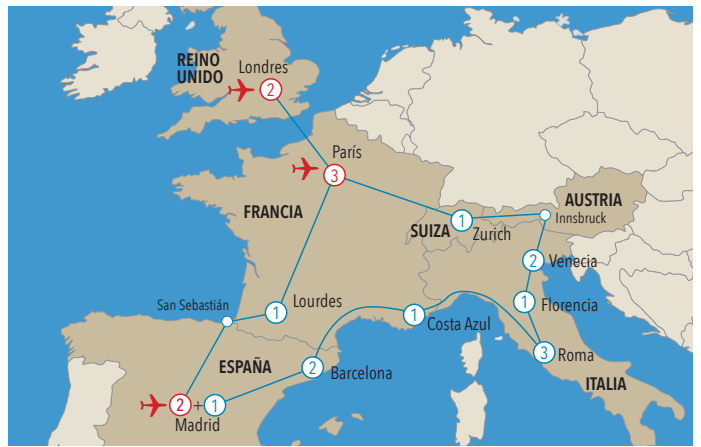 REINO
UNIDO
Londres
2
París
3
FRANCIA
AUSTRIA
Innsbruck
SUIZA
1
Zurich
2
Venecia
1
Florencia
San Sebastián
Lourdes
1
1
Costa Azul
3
Roma
ESPAÑA
2
Barcelona
ITALIA
2 + 1
Madrid